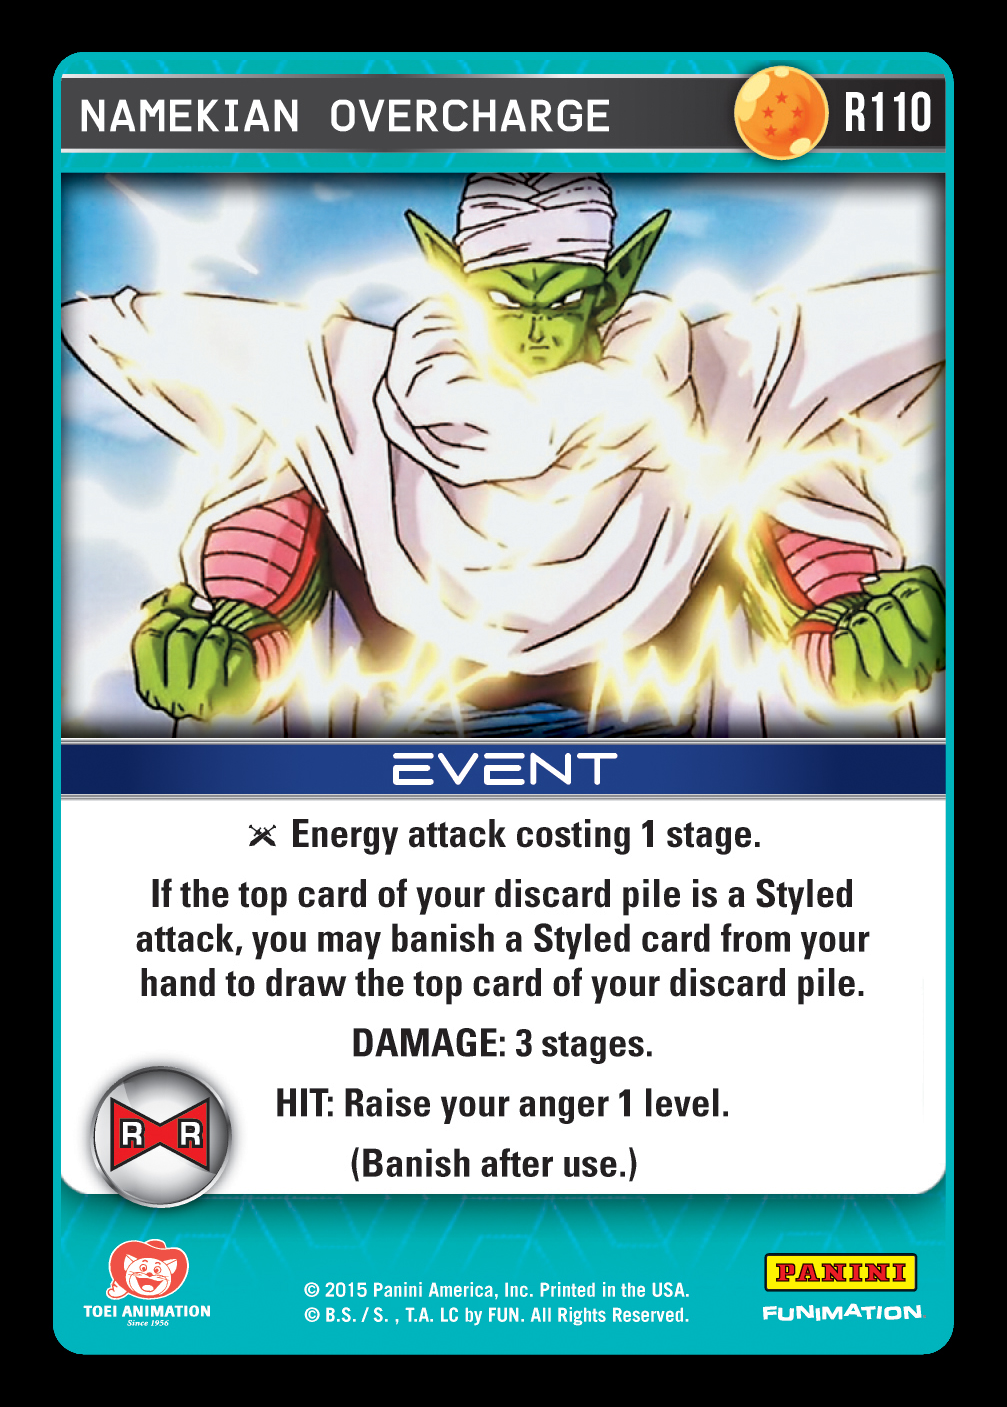 NAMEKIAN OVERCHARGE
R110
EVENT
Energy attack costing 1 stage.
If the top card of your discard pile is a Styled
attack, you may banish a Styled card from your
hand to draw the top card of your discard pile.
DAMAGE: 3 stages.
HIT: Raise your anger 1 level.
(Banish after use.)
R R
TOEI ANIMATION
Since 1956
© 2015 Panini America, Inc. Printed in the USA.
© B.S. / S. , T.A. LC by FUN. All Rights Reserved.
PANINI
FUNIMATION